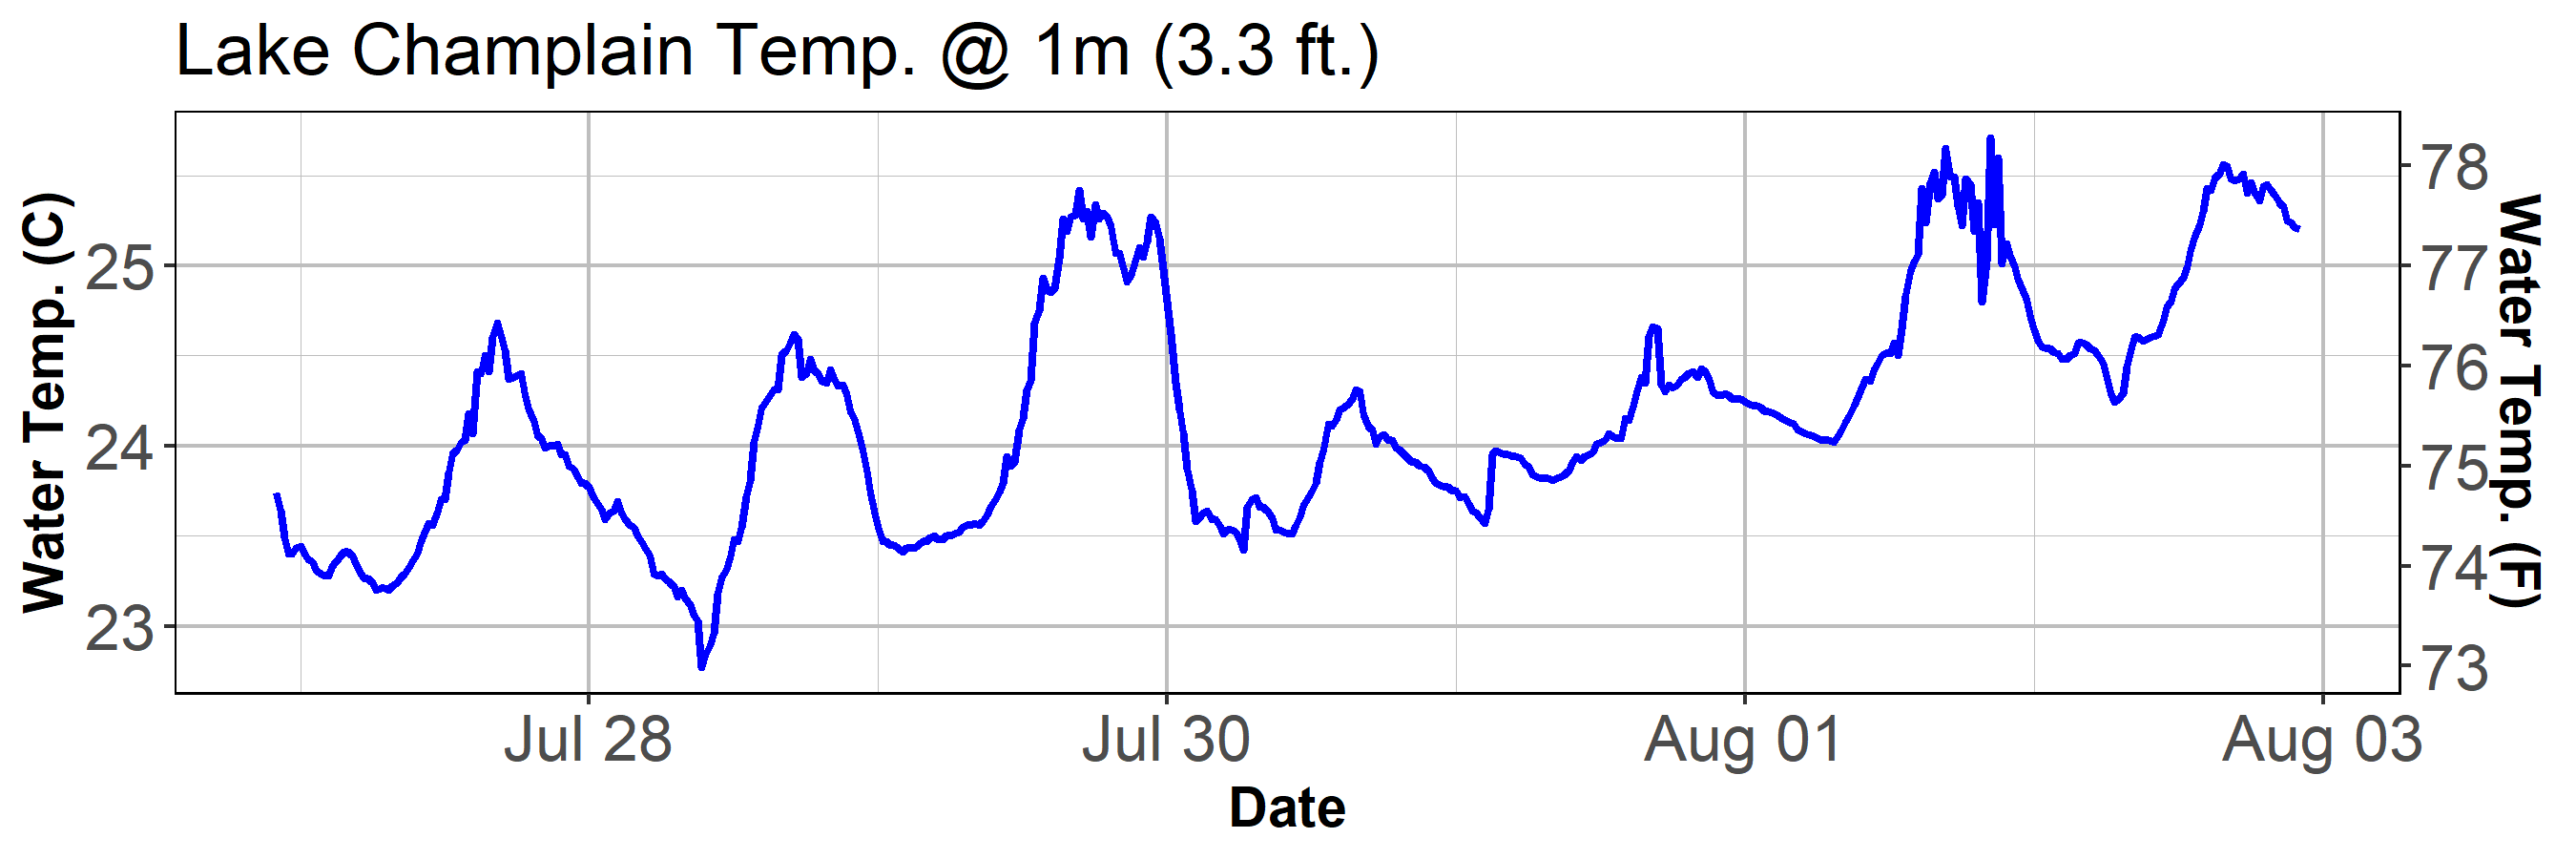 Lake Champlain Temp. @ 1m (3.3 ft.)
Water Temp. (C)
25
24
23
78
77
76
75
74
73
Water Temp. (F)
Jul 28
Jul 30
Aug 01
Aug 03
Date